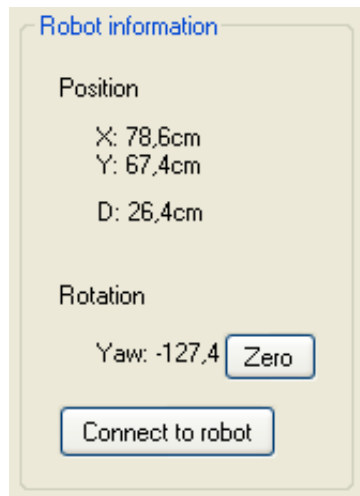 Robot information
Position
X: 78,6cm
Y: 67,4cm
D: 26,4cm
Rotation
Yaw: -127,4 Zero
Connect to robot